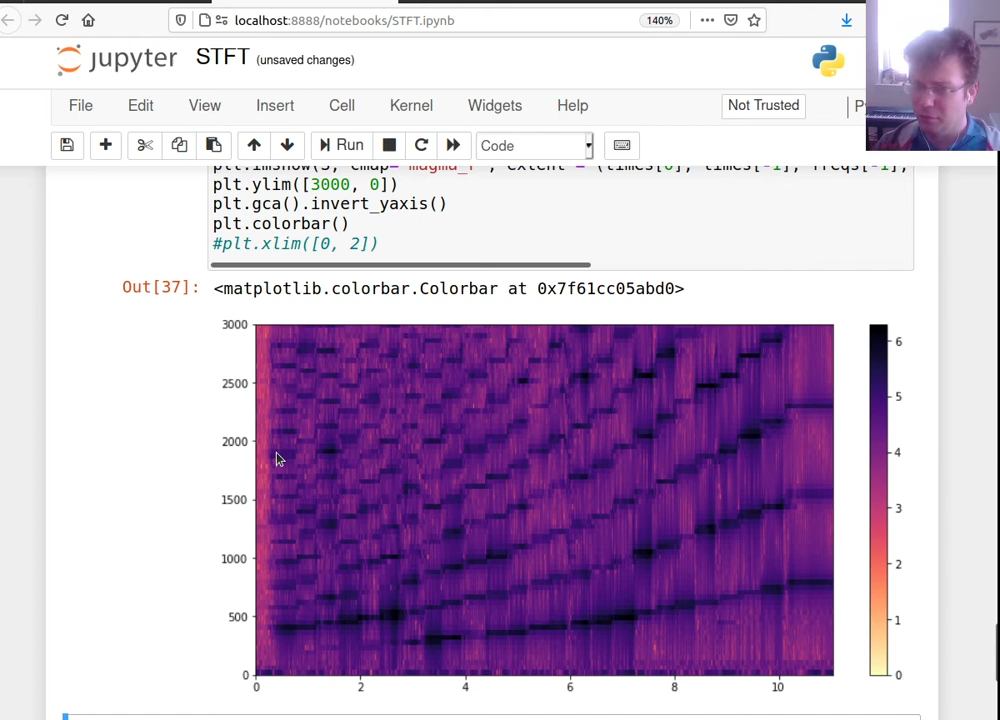 localhost:8888/notebooks/STFT.ipynb 140%
jupyter STFT (unsaved changes)
File Edit View Insert Cell Kernel Widgets Help Not Trusted P
Run Code
plt.ylim([3000, 0])
plt.gca().invert_yaxis()
plt.colorbar()
#plt.xlim([0, 2])
Out[37]: <matplotlib.colorbar.Colorbar at 0x7f61cc05abd0>
3000
2500
2000
1500
1000
500
0
0 2 4 6 8 10
6
5
4
3
2
1
0